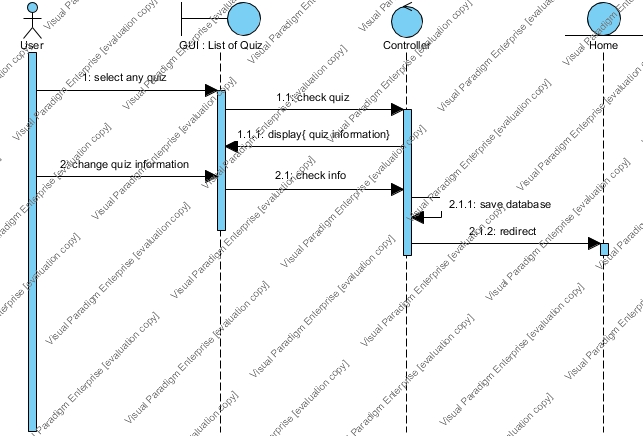 User
GUI : List of Quiz
Controller
Home
1: select any quiz
1.1: check quiz
1.1.1: display{ quiz information}
2: change quiz information
2.1: check info
2.1.1: save database
2.1.2: redirect
Visual Paradigm Enterprise [evaluation copy]